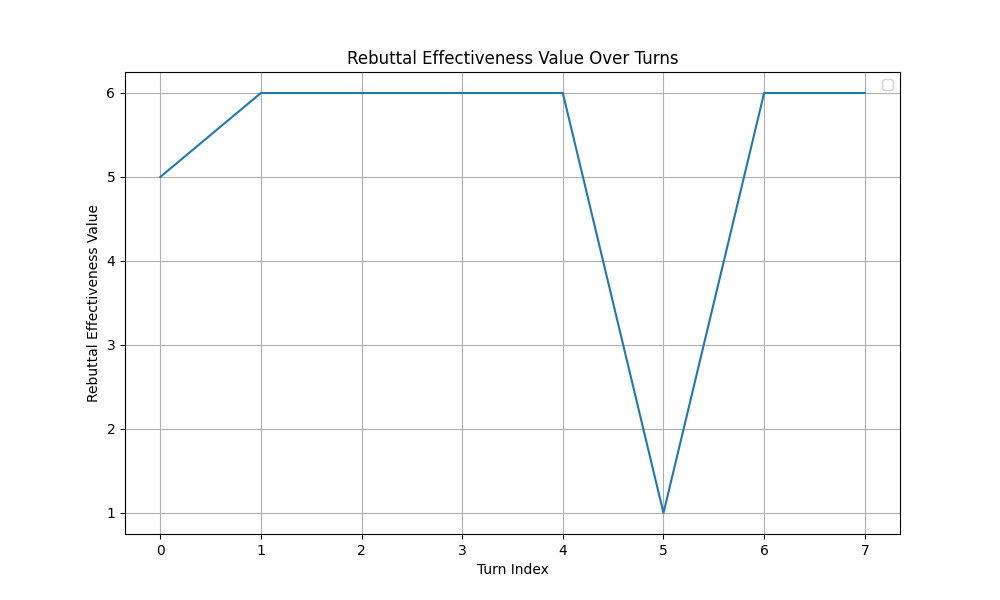 Rebuttal Effectiveness Value Over Turns
6
5
4
3
2
1
Rebuttal Effectiveness Value
0 1 2 3 4 5 6 7
Turn Index